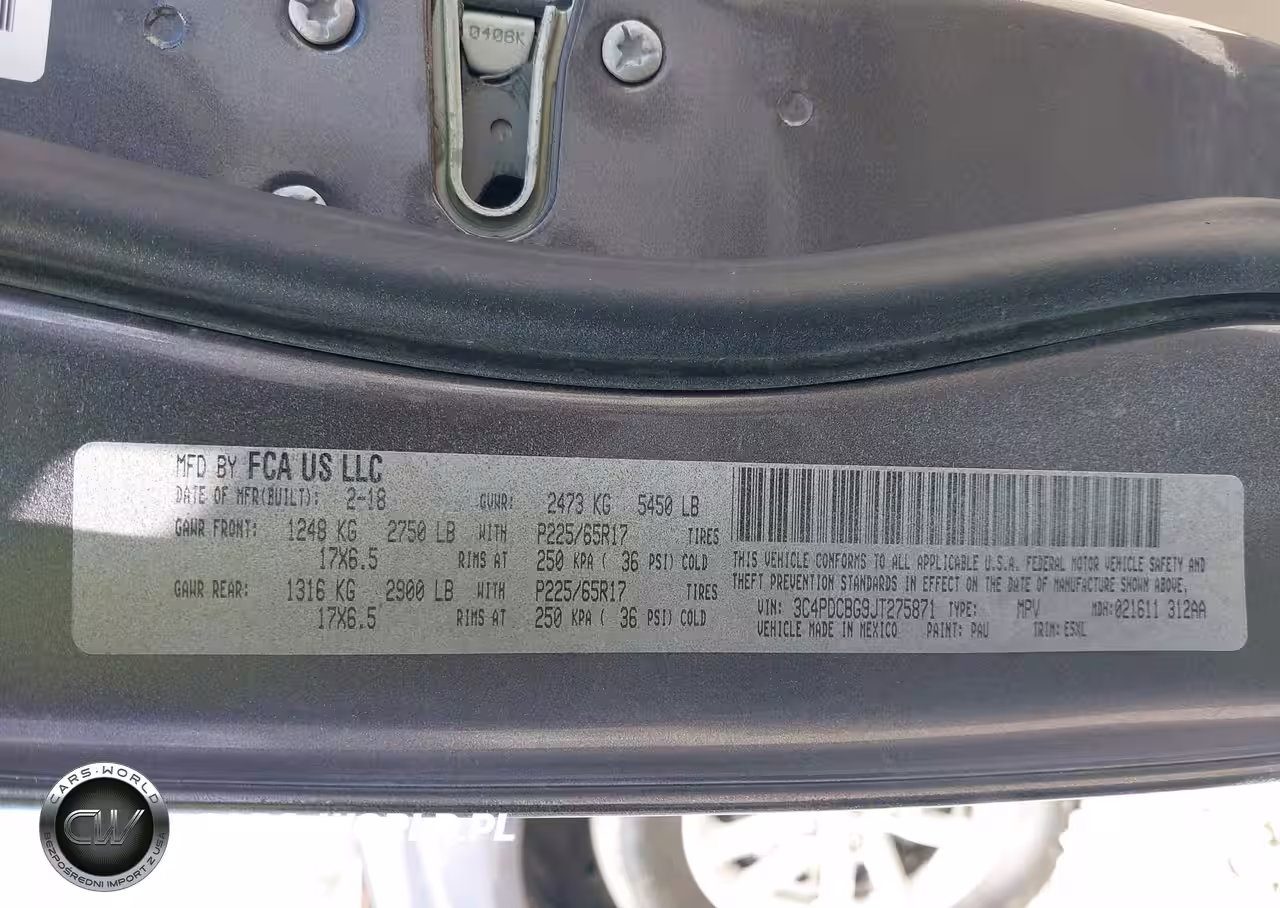 040BK
MFD BY FCA US LLC
DATE OF MFR(BUILT): 2-18 GVWR: 2473 KG 5450 LB
GAWR FRONT: 1248 KG 2750 LB WITH P225/65R17 TIRES
17X6.5 RIMS AT 250 KPA ( 36 PSI) COLD
GAWR REAR: 1316 KG 2900 LB WITH P225/65R17 TIRES
17X6.5 RIMS AT 250 KPA ( 36 PSI) COLD
THIS VEHICLE CONFORMS TO ALL APPLICABLE U.S.A. FEDERAL MOTOR VEHICLE SAFETY AND
THEFT PREVENTION STANDARDS IN EFFECT ON THE DATE OF MANUFACTURE SHOWN ABOVE.
VIN: 3C4PDCBG9JT275871 TYPE: MPV MDH:021611 312AA
VEHICLE MADE IN MEXICO PAINT: PAU TRIM: E5XL
CARS-WORLD
CW
BEZPOŚREDNI IMPORT Z USA